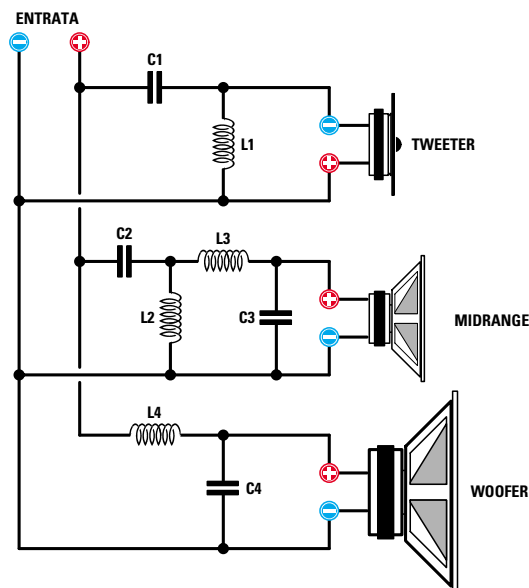 ENTRATA
C1
L1
TWEETER
C2
L3
L2
C3
MIDRANGE
L4
C4
WOOFER